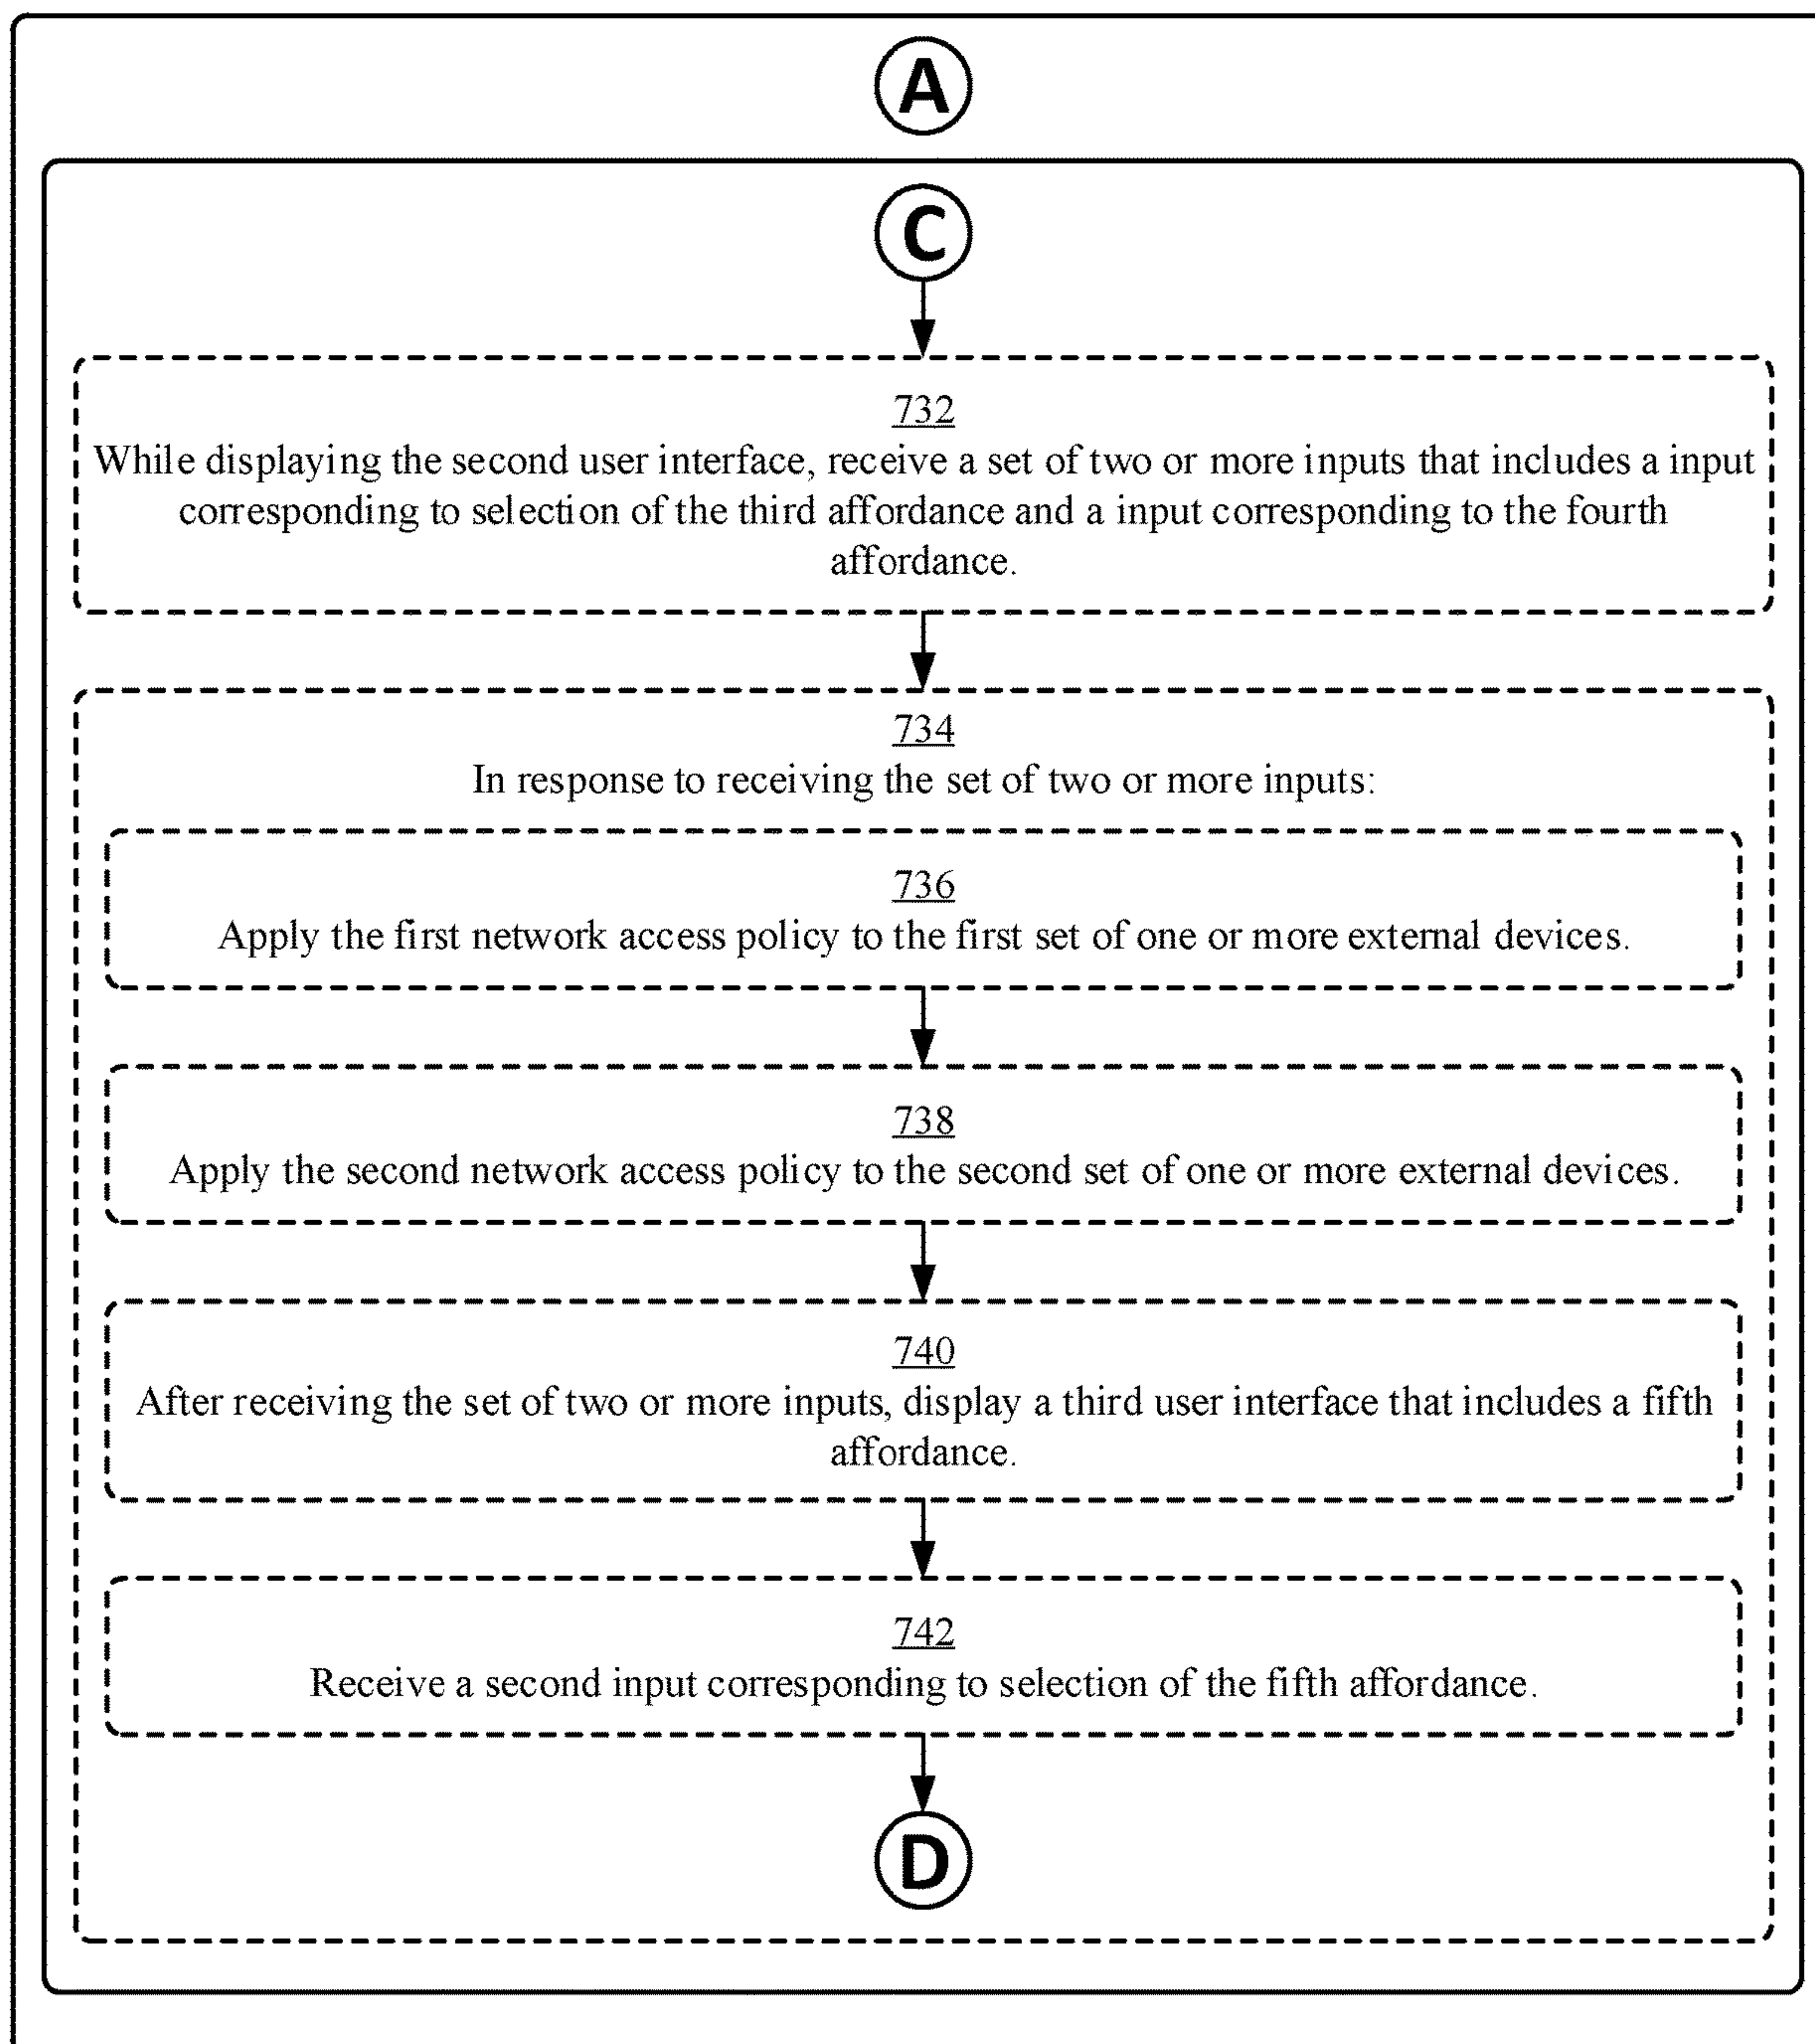 A
C
732
While displaying the second user interface, receive a set of two or more inputs that includes a input
corresponding to selection of the third affordance and a input corresponding to the fourth
affordance.
734
In response to receiving the set of two or more inputs:
736
Apply the first network access policy to the first set of one or more external devices.
738
Apply the second network access policy to the second set of one or more external devices.
740
After receiving the set of two or more inputs, display a third user interface that includes a fifth
affordance.
742
Receive a second input corresponding to selection of the fifth affordance.
D